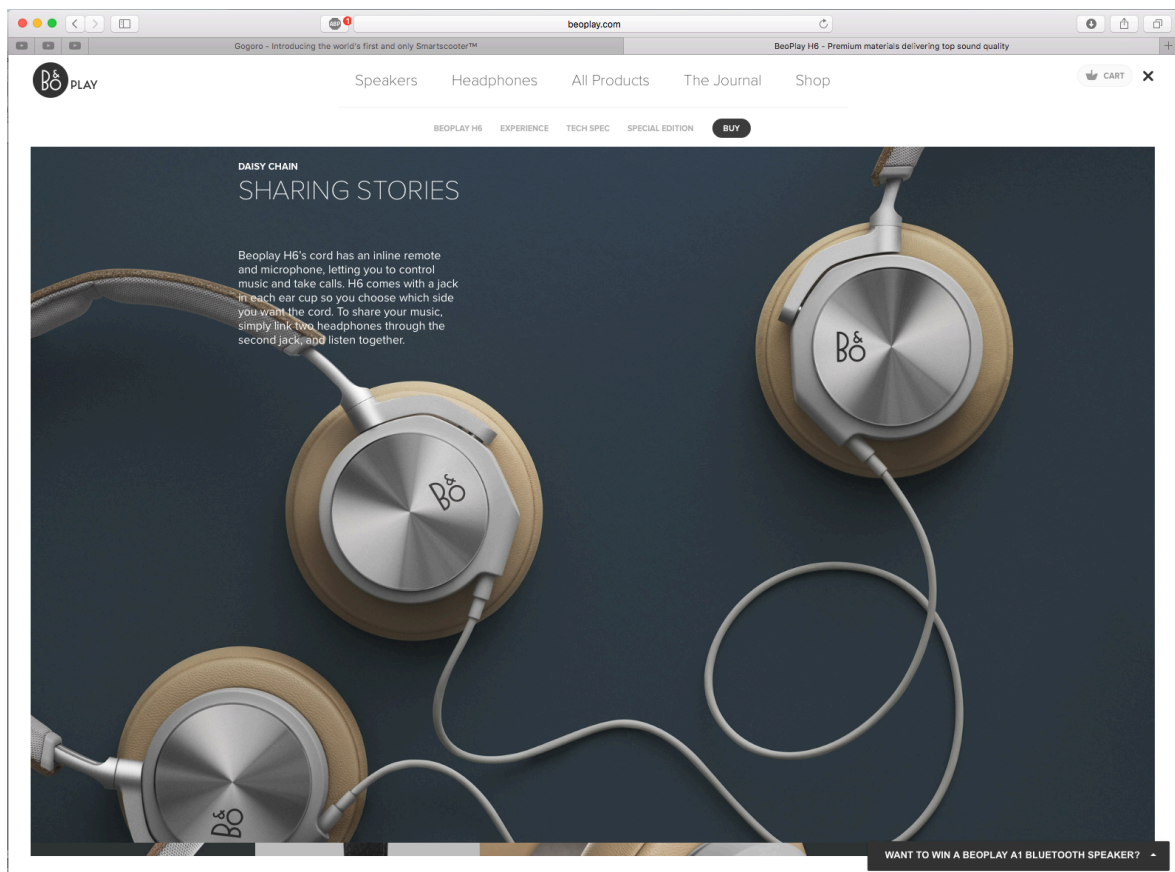 ABP
1
beoplay.com
Gogoro - Introducing the world's first and only Smartscooter™
BeoPlay H6 - Premium materials delivering top sound quality
B&O PLAY
Speakers
Headphones
All Products
The Journal
Shop
CART
BEOPLAY H6
EXPERIENCE
TECH SPEC
SPECIAL EDITION
BUY
DAISY CHAIN
SHARING STORIES
Beoplay H6's cord has an inline remote
and microphone, letting you to control
music and take calls. H6 comes with a jack
in each ear cup so you choose which side
you want the cord. To share your music,
simply link two headphones through the
second jack, and listen together.
B&O
B&O
B&O
WANT TO WIN A BEOPLAY A1 BLUETOOTH SPEAKER?